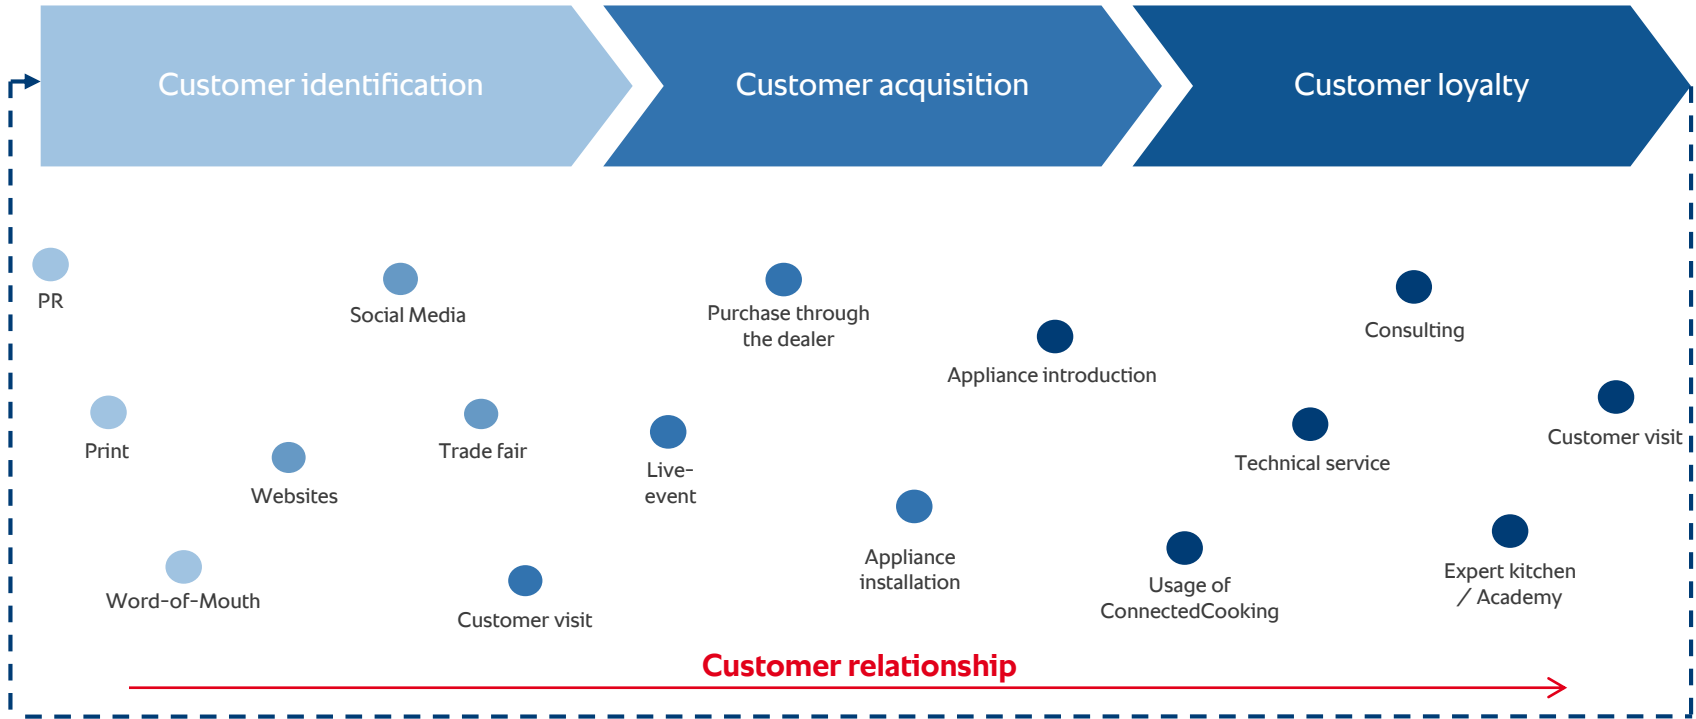 Customer identification
Customer acquisition
Customer loyalty
PR
Social Media
Purchase through
the dealer
Appliance introduction
Consulting
Print
Websites
Trade fair
Live-
event
Technical service
Customer visit
Word-of-Mouth
Customer visit
Appliance
installation
Usage of
ConnectedCooking
Expert kitchen
/ Academy
Customer relationship